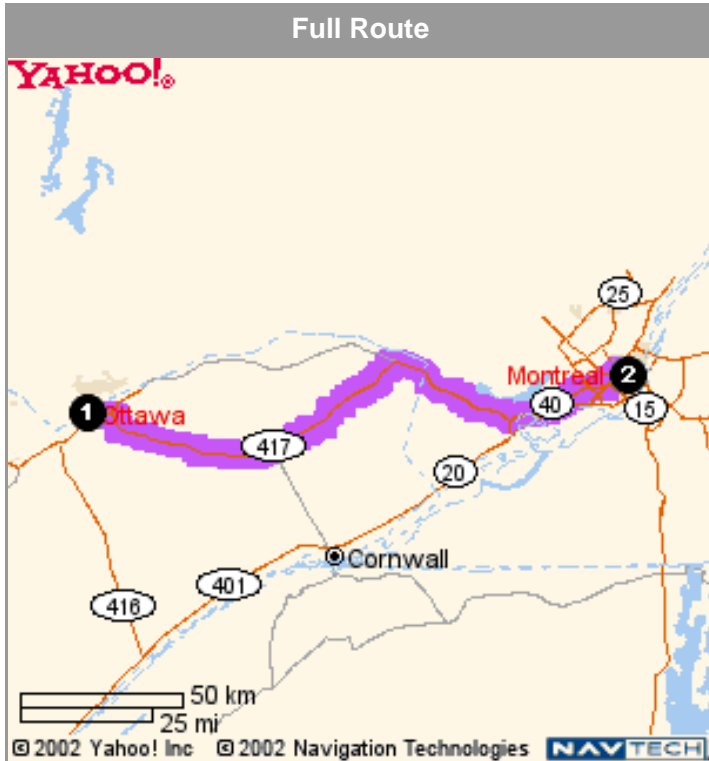 Full Route
YAHOO!®
25
Montreal 2
1 Ottawa
40
15
417
20
Cornwall
401
416
50 km
25 mi
© 2002 Yahoo! Inc © 2002 Navigation Technologies NAVTECH